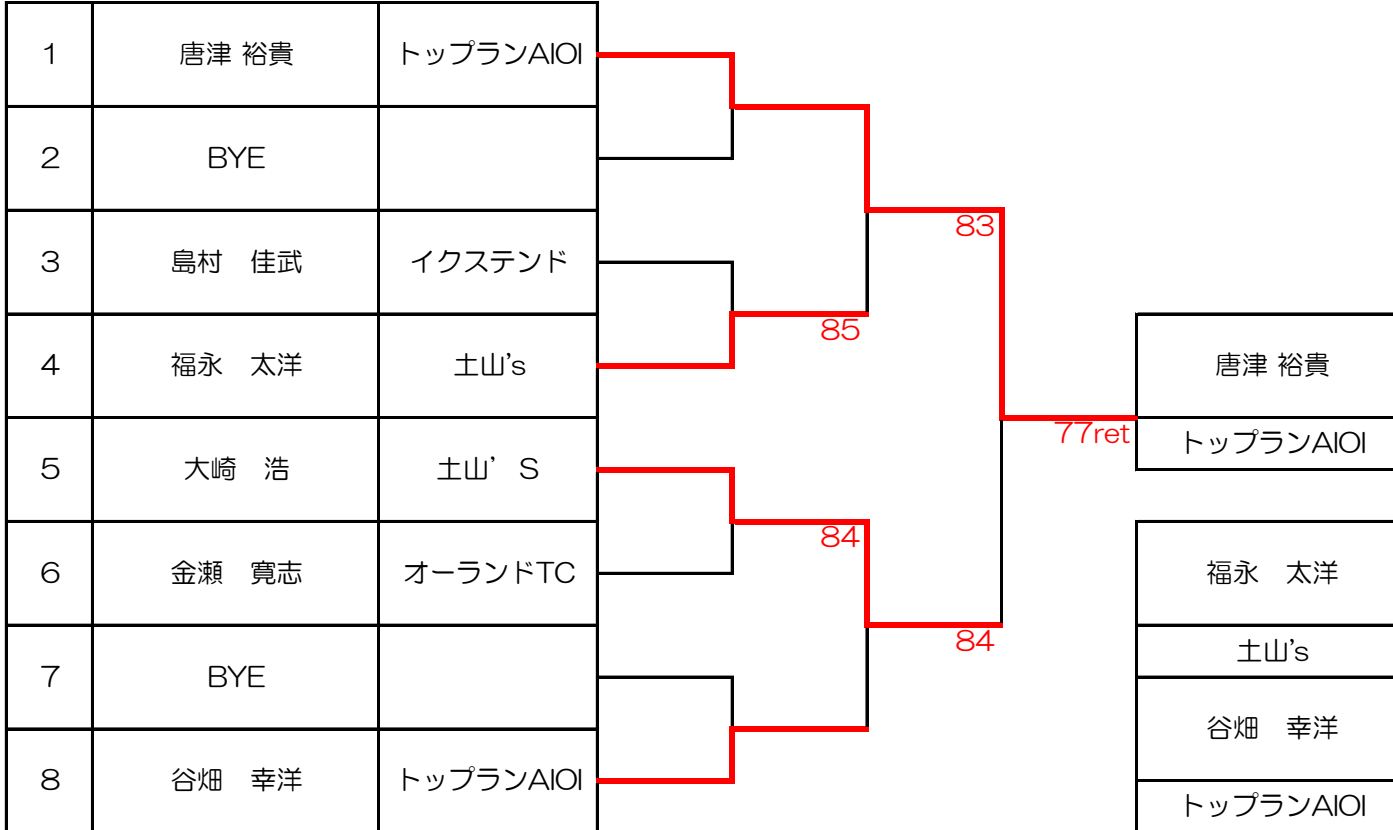 1 唐津 裕貴 トップランAIOI
2 BYE
83
3 島村　佳武 イクステンド
85
4 福永　太洋 土山's
唐津 裕貴
77ret
トップランAIOI
5 大崎　浩 土山’S
84
6 金瀬　寛志 オーランドTC
福永　太洋
84
土山's
7 BYE
谷畑　幸洋
8 谷畑　幸洋 トップランAIOI
トップランAIOI